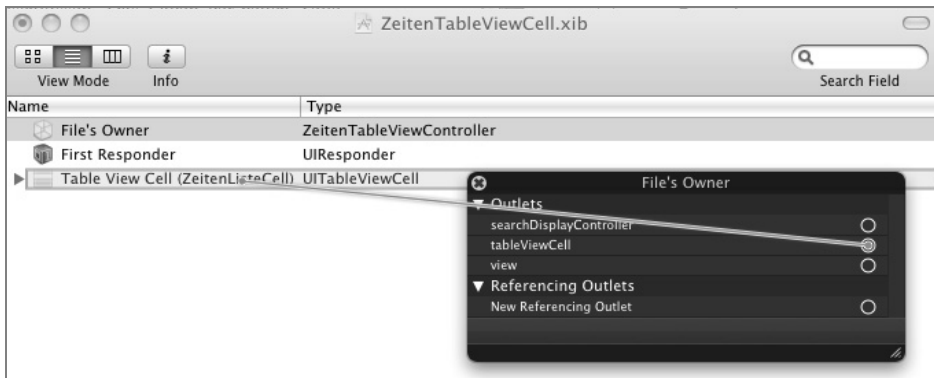 ZeitenTableViewCell.xib
View Mode Info Search Field
Name Type
File's Owner ZeitenTableViewController
First Responder UIResponder
Table View Cell (ZeitenListeCell) UITableViewCell
File's Owner
Outlets
searchDisplayController
tableViewCell
view
Referencing Outlets
New Referencing Outlet